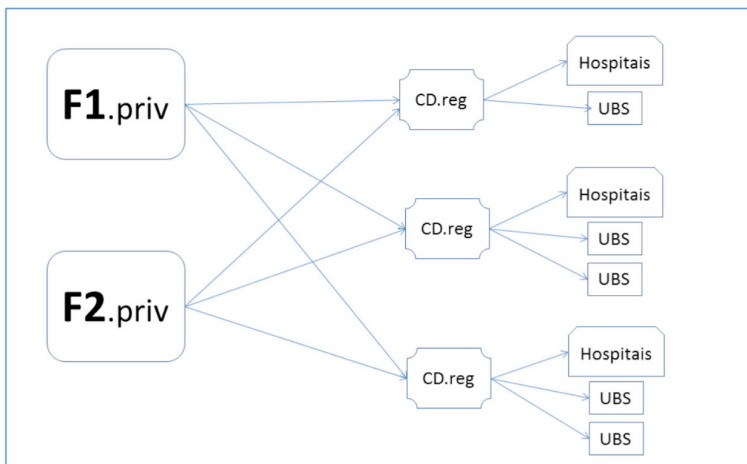 F1.priv
F2.priv
CD.reg
Hospitais
UBS
CD.reg
Hospitais
UBS
UBS
CD.reg
Hospitais
UBS
UBS